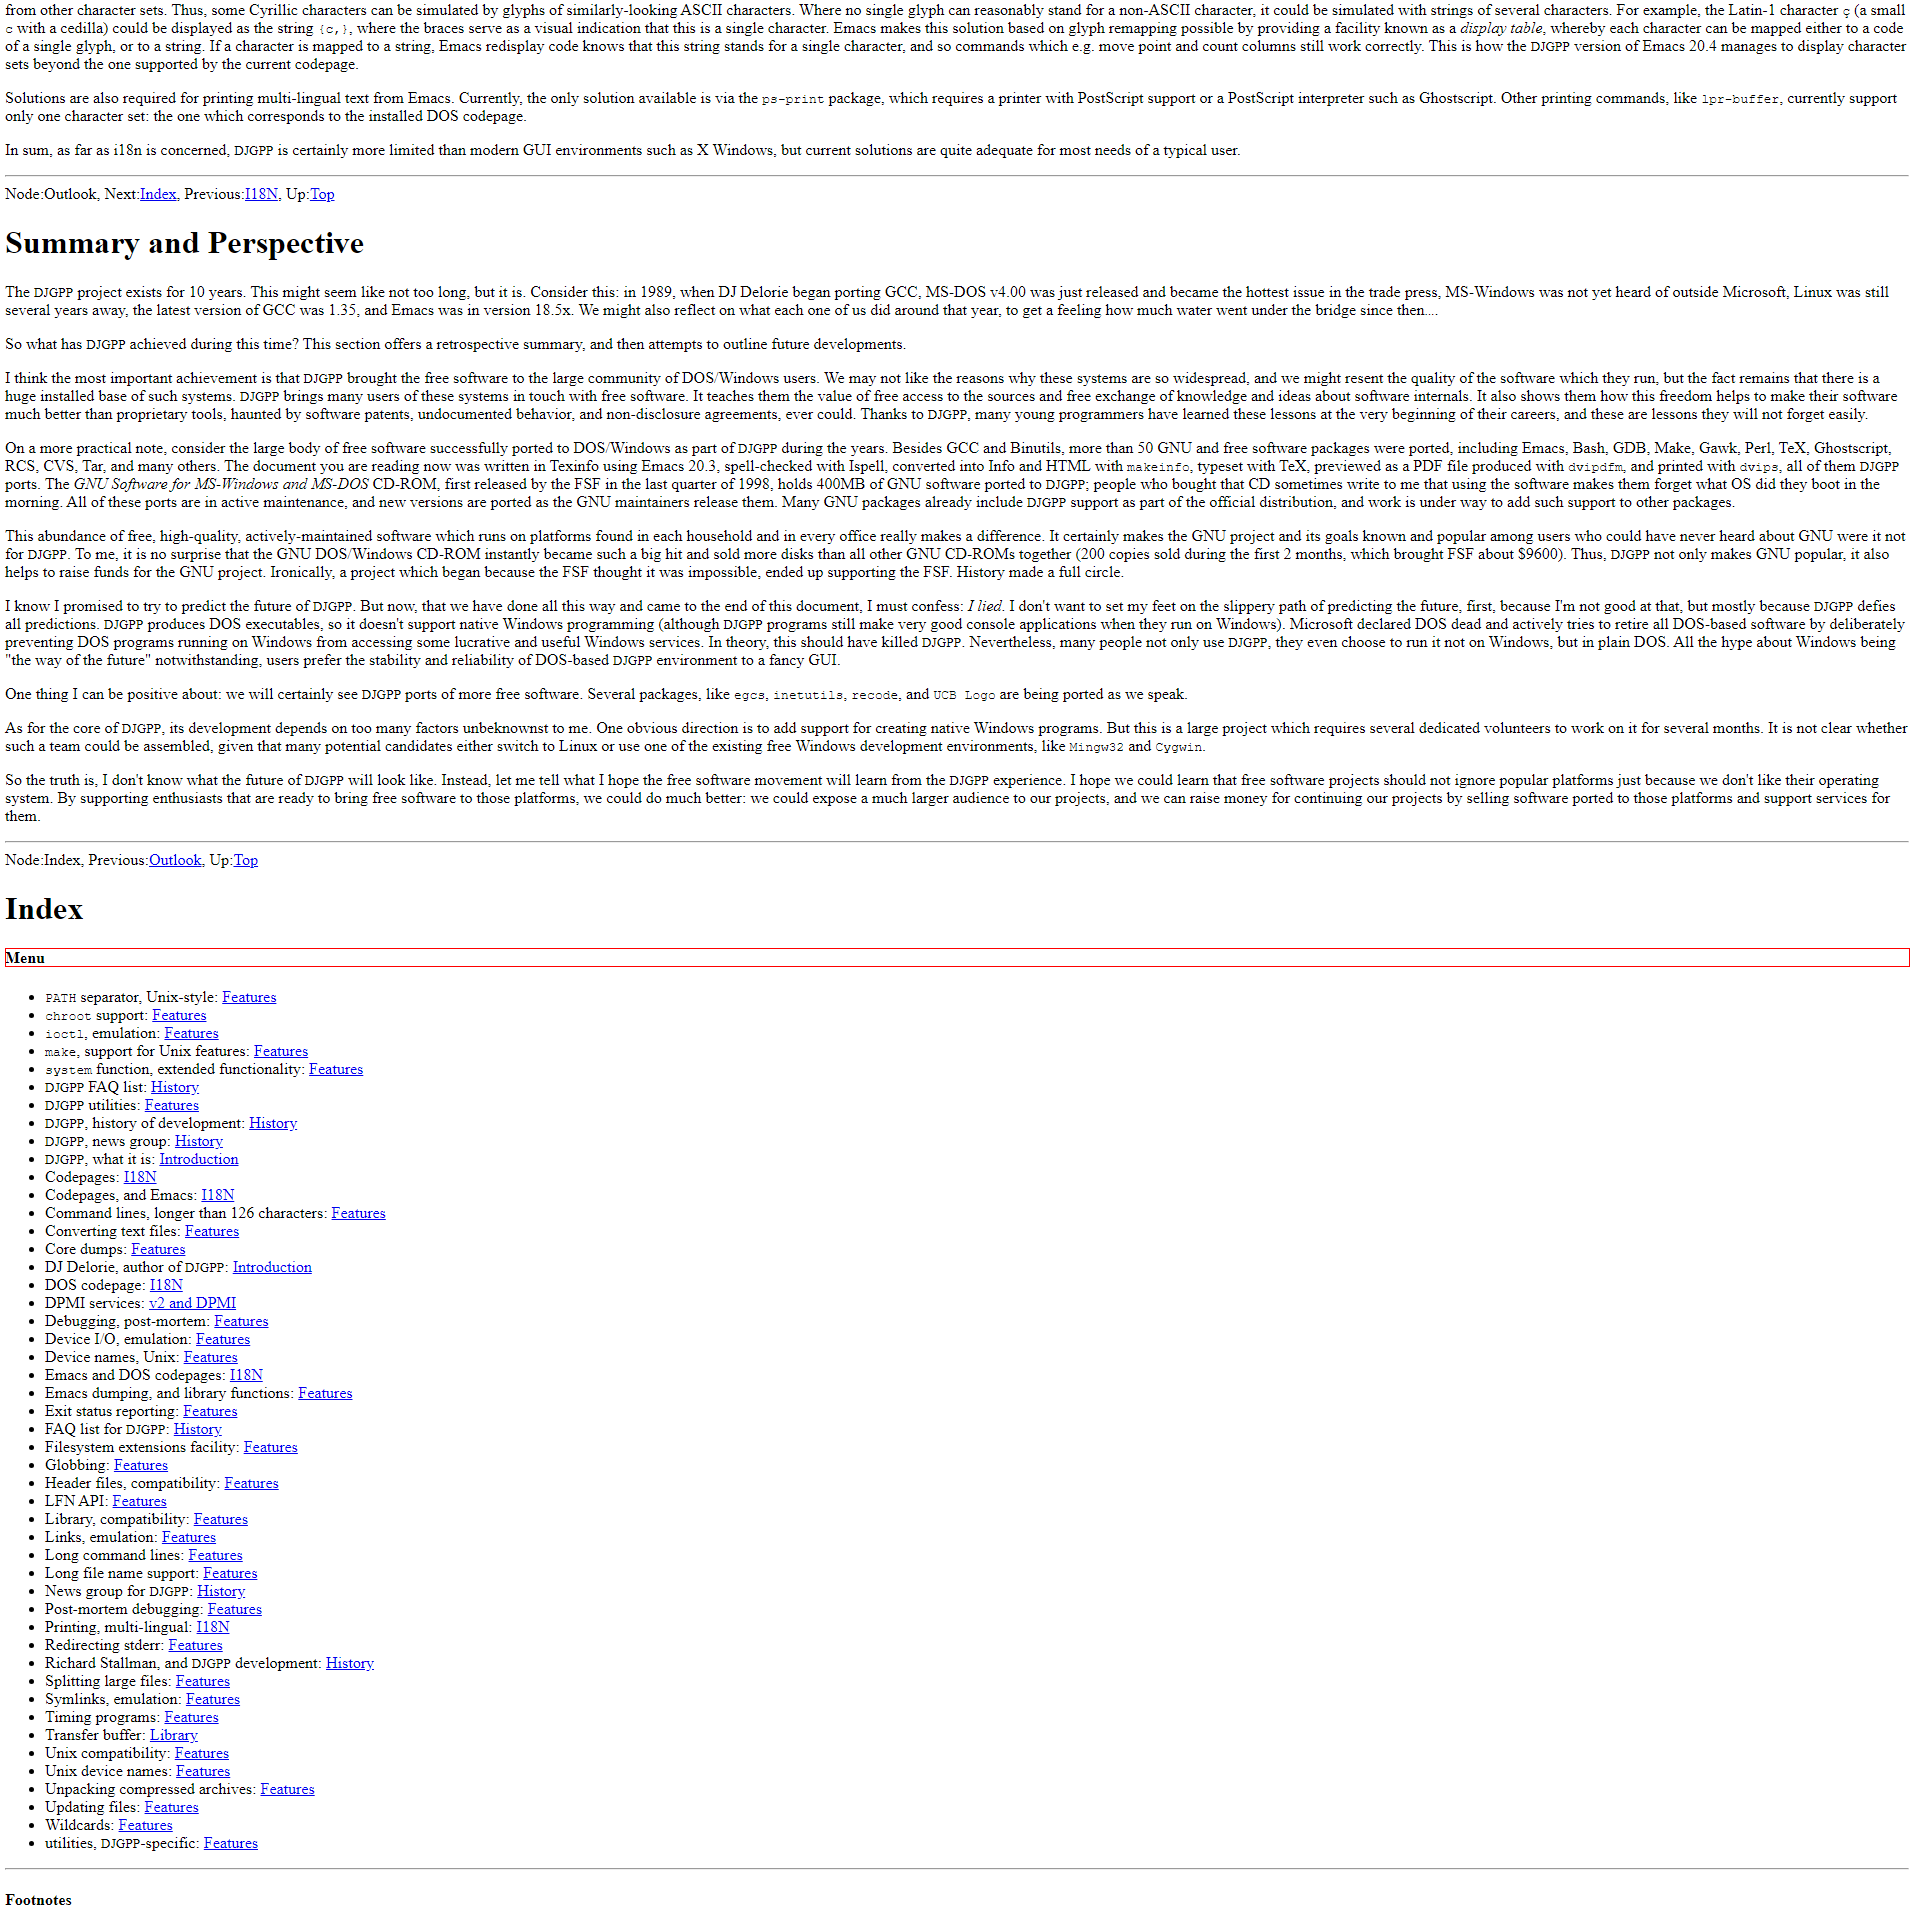 from other character sets. Thus, some Cyrillic characters can be simulated by glyphs of similarly-looking ASCII characters. Where no single glyph can reasonably stand for a non-ASCII character, it could be simulated with strings of several characters. For example, the Latin-1 character ç (a small
c with a cedilla) could be displayed as the string {c,}, where the braces serve as a visual indication that this is a single character. Emacs makes this solution based on glyph remapping possible by providing a facility known as a display table, whereby each character can be mapped either to a code
of a single glyph, or to a string. If a character is mapped to a string, Emacs redisplay code knows that this string stands for a single character, and so commands which e.g. move point and count columns still work correctly. This is how the DJGPP version of Emacs 20.4 manages to display character
sets beyond the one supported by the current codepage.
Solutions are also required for printing multi-lingual text from Emacs. Currently, the only solution available is via the ps-print package, which requires a printer with PostScript support or a PostScript interpreter such as Ghostscript. Other printing commands, like lpr-buffer, currently support
only one character set: the one which corresponds to the installed DOS codepage.
In sum, as far as i18n is concerned, DJGPP is certainly more limited than modern GUI environments such as X Windows, but current solutions are quite adequate for most needs of a typical user.
Node:Outlook, Next:Index, Previous:I18N, Up:Top
Summary and Perspective
The DJGPP project exists for 10 years. This might seem like not too long, but it is. Consider this: in 1989, when DJ Delorie began porting GCC, MS-DOS v4.00 was just released and became the hottest issue in the trade press, MS-Windows was not yet heard of outside Microsoft, Linux was still
several years away, the latest version of GCC was 1.35, and Emacs was in version 18.5x. We might also reflect on what each one of us did around that year, to get a feeling how much water went under the bridge since then....
So what has DJGPP achieved during this time? This section offers a retrospective summary, and then attempts to outline future developments.
I think the most important achievement is that DJGPP brought the free software to the large community of DOS/Windows users. We may not like the reasons why these systems are so widespread, and we might resent the quality of the software which they run, but the fact remains that there is a
huge installed base of such systems. DJGPP brings many users of these systems in touch with free software. It teaches them the value of free access to the sources and free exchange of knowledge and ideas about software internals. It also shows them how this freedom helps to make their software
much better than proprietary tools, haunted by software patents, undocumented behavior, and non-disclosure agreements, ever could. Thanks to DJGPP, many young programmers have learned these lessons at the very beginning of their careers, and these are lessons they will not forget easily.
On a more practical note, consider the large body of free software successfully ported to DOS/Windows as part of DJGPP during the years. Besides GCC and Binutils, more than 50 GNU and free software packages were ported, including Emacs, Bash, GDB, Make, Gawk, Perl, TeX, Ghostscript,
RCS, CVS, Tar, and many others. The document you are reading now was written in Texinfo using Emacs 20.3, spell-checked with Ispell, converted into Info and HTML with makeinfo, typeset with TeX, previewed as a PDF file produced with dvipdfm, and printed with dvips, all of them DJGPP
ports. The GNU Software for MS-Windows and MS-DOS CD-ROM, first released by the FSF in the last quarter of 1998, holds 400MB of GNU software ported to DJGPP; people who bought that CD sometimes write to me that using the software makes them forget what OS did they boot in the
morning. All of these ports are in active maintenance, and new versions are ported as the GNU maintainers release them. Many GNU packages already include DJGPP support as part of the official distribution, and work is under way to add such support to other packages.
This abundance of free, high-quality, actively-maintained software which runs on platforms found in each household and in every office really makes a difference. It certainly makes the GNU project and its goals known and popular among users who could have never heard about GNU were it not
for DJGPP. To me, it is no surprise that the GNU DOS/Windows CD-ROM instantly became such a big hit and sold more disks than all other GNU CD-ROMs together (200 copies sold during the first 2 months, which brought FSF about $9600). Thus, DJGPP not only makes GNU popular, it also
helps to raise funds for the GNU project. Ironically, a project which began because the FSF thought it was impossible, ended up supporting the FSF. History made a full circle.
I know I promised to try to predict the future of DJGPP. But now, that we have done all this way and came to the end of this document, I must confess: I lied. I don't want to set my feet on the slippery path of predicting the future, first, because I'm not good at that, but mostly because DJGPP defies
all predictions. DJGPP produces DOS executables, so it doesn't support native Windows programming (although DJGPP programs still make very good console applications when they run on Windows). Microsoft declared DOS dead and actively tries to retire all DOS-based software by deliberately
preventing DOS programs running on Windows from accessing some lucrative and useful Windows services. In theory, this should have killed DJGPP. Nevertheless, many people not only use DJGPP, they even choose to run it not on Windows, but in plain DOS. All the hype about Windows being
"the way of the future" notwithstanding, users prefer the stability and reliability of DOS-based DJGPP environment to a fancy GUI.
One thing I can be positive about: we will certainly see DJGPP ports of more free software. Several packages, like egcs, inetutils, recode, and UCB Logo are being ported as we speak.
As for the core of DJGPP, its development depends on too many factors unbeknownst to me. One obvious direction is to add support for creating native Windows programs. But this is a large project which requires several dedicated volunteers to work on it for several months. It is not clear whether
such a team could be assembled, given that many potential candidates either switch to Linux or use one of the existing free Windows development environments, like Mingw32 and Cygwin.
So the truth is, I don't know what the future of DJGPP will look like. Instead, let me tell what I hope the free software movement will learn from the DJGPP experience. I hope we could learn that free software projects should not ignore popular platforms just because we don't like their operating
system. By supporting enthusiasts that are ready to bring free software to those platforms, we could do much better: we could expose a much larger audience to our projects, and we can raise money for continuing our projects by selling software ported to those platforms and support services for
them.
Node:Index, Previous:Outlook, Up:Top
Index
Menu
• PATH separator, Unix-style: Features
• chroot support: Features
• ioctl, emulation: Features
• make, support for Unix features: Features
• system function, extended functionality: Features
• DJGPP FAQ list: History
• DJGPP utilities: Features
• DJGPP, history of development: History
• DJGPP, news group: History
• DJGPP, what it is: Introduction
• Codepages: I18N
• Codepages, and Emacs: I18N
• Command lines, longer than 126 characters: Features
• Converting text files: Features
• Core dumps: Features
• DJ Delorie, author of DJGPP: Introduction
• DOS codepage: I18N
• DPMI services: v2 and DPMI
• Debugging, post-mortem: Features
• Device I/O, emulation: Features
• Device names, Unix: Features
• Emacs and DOS codepages: I18N
• Emacs dumping, and library functions: Features
• Exit status reporting: Features
• FAQ list for DJGPP: History
• Filesystem extensions facility: Features
• Globbing: Features
• Header files, compatibility: Features
• LFN API: Features
• Library, compatibility: Features
• Links, emulation: Features
• Long command lines: Features
• Long file name support: Features
• News group for DJGPP: History
• Post-mortem debugging: Features
• Printing, multi-lingual: I18N
• Redirecting stderr: Features
• Richard Stallman, and DJGPP development: History
• Splitting large files: Features
• Symlinks, emulation: Features
• Timing programs: Features
• Transfer buffer: Library
• Unix compatibility: Features
• Unix device names: Features
• Unpacking compressed archives: Features
• Updating files: Features
• Wildcards: Features
• utilities, DJGPP-specific: Features
Footnotes